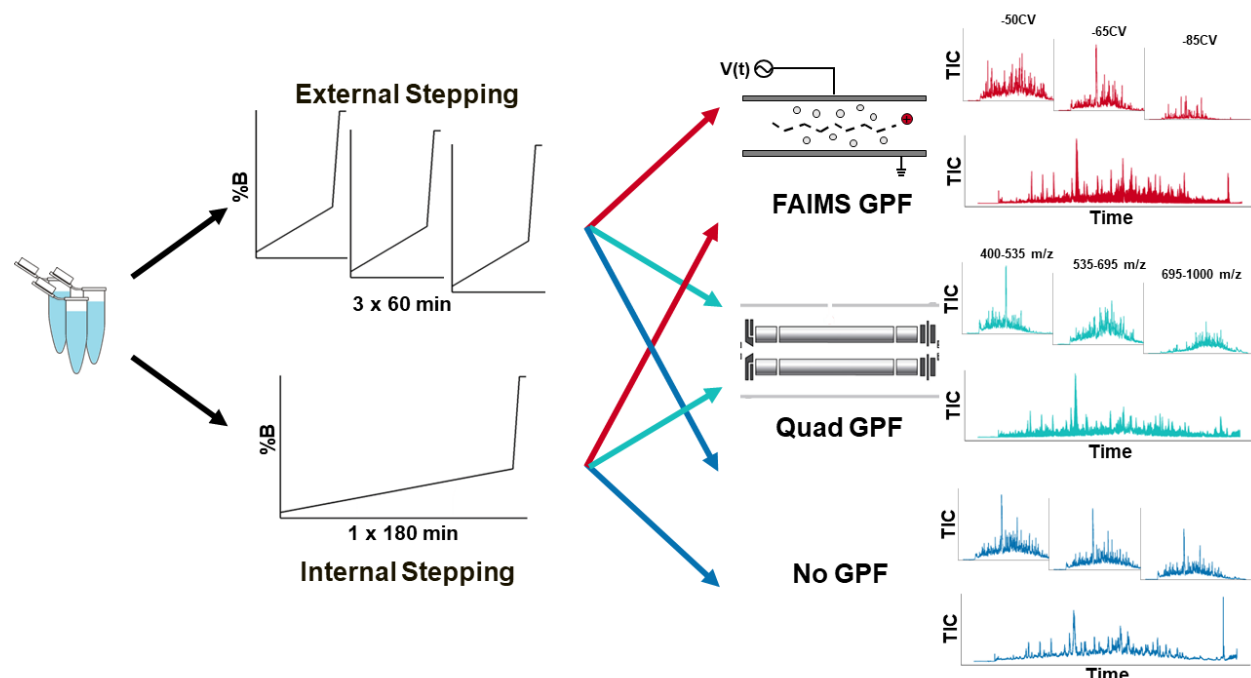 External Stepping
%B
3 x 60 min
%B
1 x 180 min
Internal Stepping
V(t)
+
FAIMS GPF
Quad GPF
No GPF
-50CV
-65CV
-85CV
TIC
TIC
Time
400-535 m/z
535-695 m/z
695-1000 m/z
TIC
TIC
Time
TIC
TIC
Time